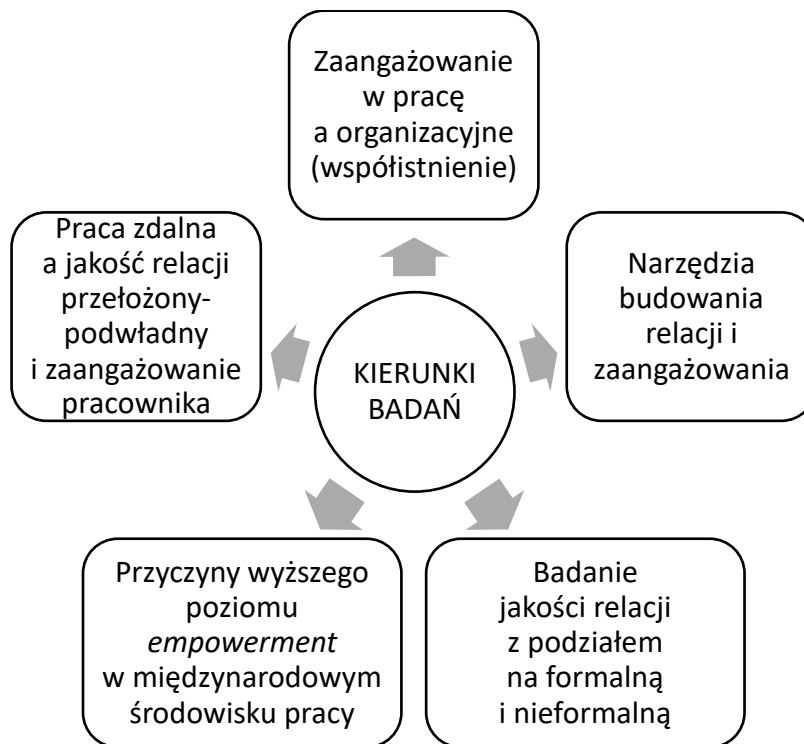 Zaangażowanie
w pracę
a organizacyjne
(współistnienie)
Praca zdalna
a jakość relacji
przełożony-
podwładny
i zaangażowanie
pracownika
Narzędzia
budowania
relacji i
zaangażowania
KIERUNKI
BADAŃ
Przyczyny wyższego
poziomu
empowerment
w międzynarodowym
środowisku pracy
Badanie
jakości relacji
z podziałem
na formalną
i nieformalną